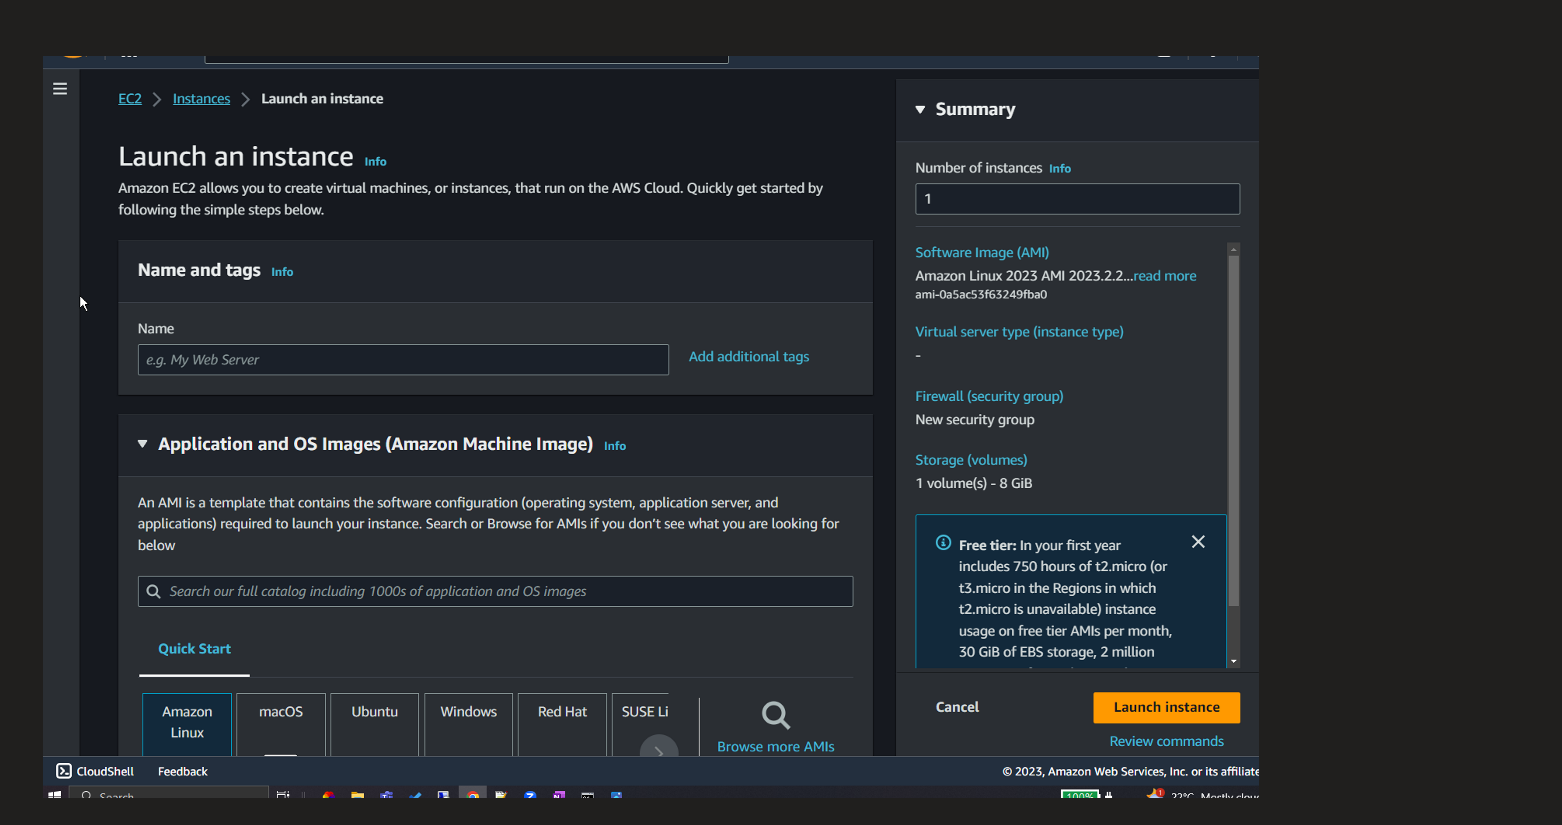 EC2 > Instances > Launch an instance
Launch an instance Info
Amazon EC2 allows you to create virtual machines, or instances, that run on the AWS Cloud. Quickly get started by
following the simple steps below.
Name and tags Info
Name
e.g. My Web Server
Add additional tags
Application and OS Images (Amazon Machine Image) Info
An AMI is a template that contains the software configuration (operating system, application server, and
applications) required to launch your instance. Search or Browse for AMIs if you don't see what you are looking for
below
Search our full catalog including 1000s of application and OS images
Quick Start
Amazon
Linux
macOS
Ubuntu
Windows
Red Hat
SUSE Li
Browse more AMIs
Summary
Number of instances Info
1
Software Image (AMI)
Amazon Linux 2023 AMI 2023.2.2...read more
ami-0a5ac53f63249fba0
Virtual server type (instance type)
-
Firewall (security group)
New security group
Storage (volumes)
1 volume(s) - 8 GiB
Free tier: In your first year
includes 750 hours of t2.micro (or
t3.micro in the Regions in which
t2.micro is unavailable) instance
usage on free tier AMIs per month,
30 GiB of EBS storage, 2 million
Cancel
Launch instance
Review commands
CloudShell Feedback
© 2023, Amazon Web Services, Inc. or its affiliate
Search
100%
22°C Mostly clou